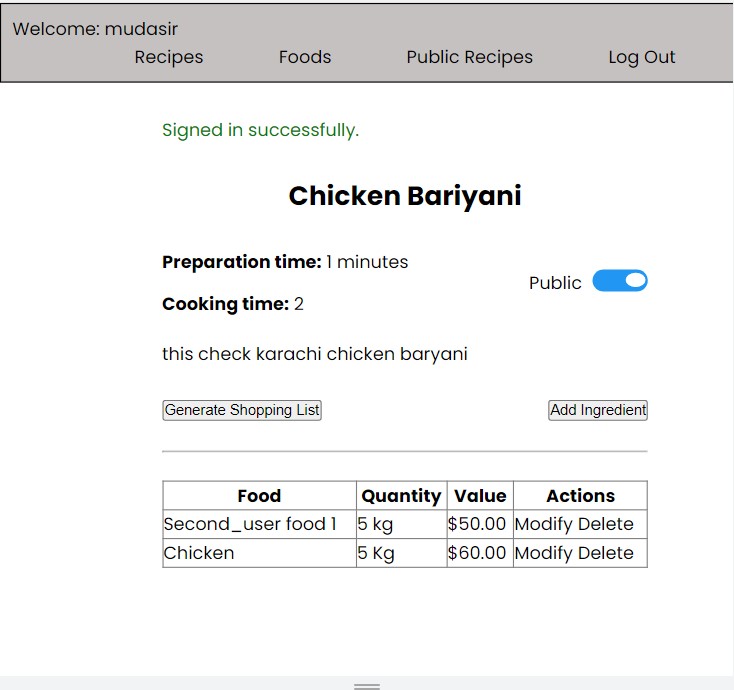 Welcome: mudasir
Recipes Foods Public Recipes Log Out
Signed in successfully.
Chicken Bariyani
Preparation time: 1 minutes
Public
Cooking time: 2
this check karachi chicken baryani
Generate Shopping List Add Ingredient
Food Quantity Value Actions
Second_user food 1 5 kg $50.00 Modify Delete
Chicken 5 Kg $60.00 Modify Delete